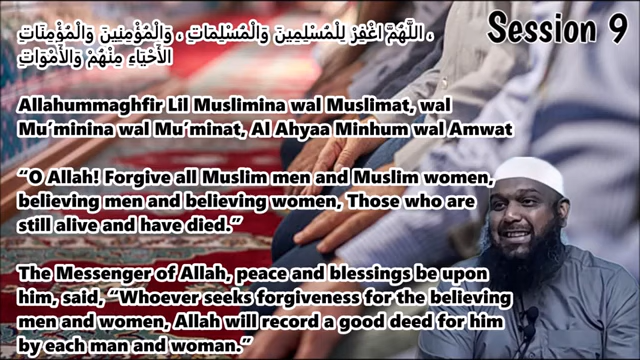 ، اللَّهُمَّ اغْفِرْ لِلْمُسْلِمِينَ وَالْمُسْلِمَاتِ ، وَالْمُؤْمِنِينَ وَالْمُؤْمِنَاتِ
الأَحْيَاءِ مِنْهُمْ وَالأَمْوَاتِ
Session 9
Allahummaghfir Lil Muslimina wal Muslimat, wal
Mu’minina wal Mu’minat, Al Ahyaa Minhum wal Amwat
“O Allah! Forgive all Muslim men and Muslim women,
believing men and believing women, Those who are
still alive and have died.”
The Messenger of Allah, peace and blessings be upon
him, said, “Whoever seeks forgiveness for the believing
men and women, Allah will record a good deed for him
by each man and woman.”